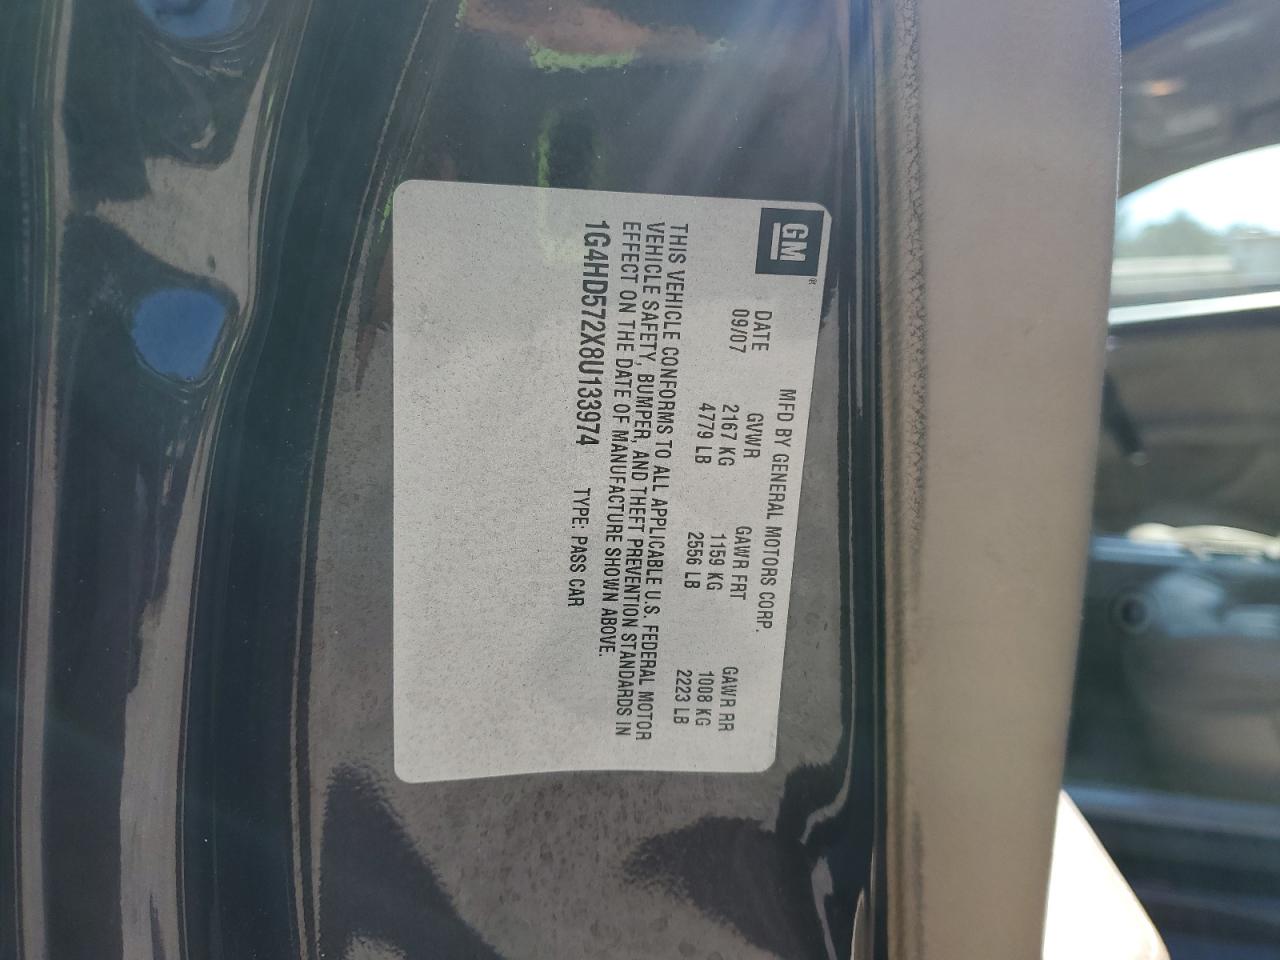 GM ®
MFD BY GENERAL MOTORS CORP.
DATE GVWR GAWR FRT GAWR RR
09/07 2167 KG 1159 KG 1008 KG
4779 LB 2556 LB 2223 LB
THIS VEHICLE CONFORMS TO ALL APPLICABLE U.S. FEDERAL MOTOR
VEHICLE SAFETY, BUMPER, AND THEFT PREVENTION STANDARDS IN
EFFECT ON THE DATE OF MANUFACTURE SHOWN ABOVE.
1G4HD572X8U133974 TYPE: PASS CAR